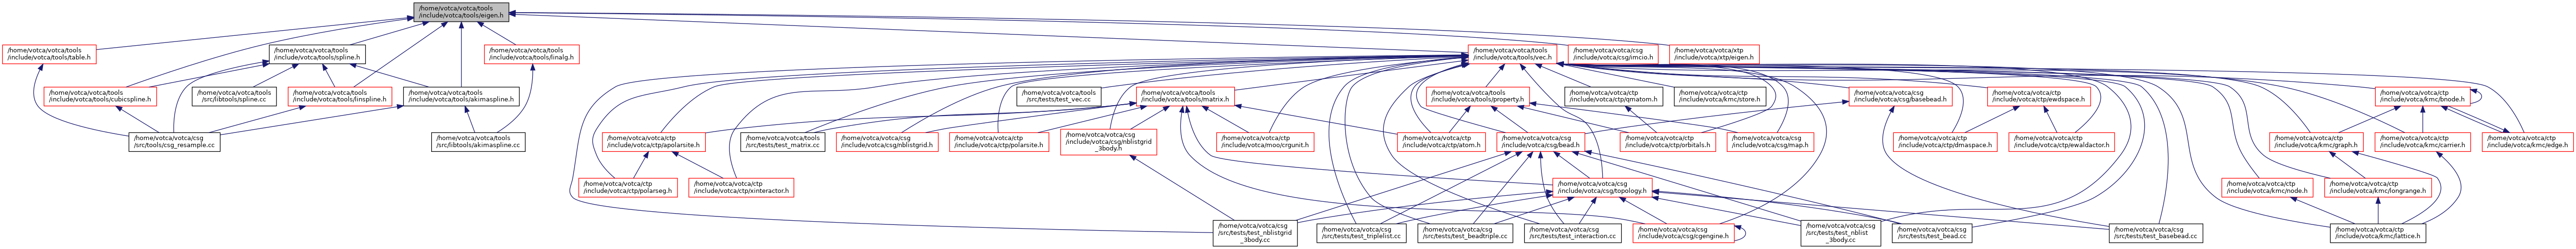 /home/votca/votca/tools
/include/votca/tools/eigen.h
/home/votca/votca/tools
/include/votca/tools/table.h
/home/votca/votca/tools
/include/votca/tools/spline.h
/home/votca/votca/tools
/include/votca/tools/linalg.h
/home/votca/votca/tools
/include/votca/tools/vec.h
/home/votca/votca/csg
/include/votca/csg/imcio.h
/home/votca/votca/xtp
/include/votca/xtp/eigen.h
/home/votca/votca/tools
/include/votca/tools/cubicspline.h
/home/votca/votca/tools
/src/libtools/spline.cc
/home/votca/votca/tools
/include/votca/tools/linspline.h
/home/votca/votca/tools
/include/votca/tools/akimaspline.h
/home/votca/votca/tools
/src/tests/test_vec.cc
/home/votca/votca/tools
/include/votca/tools/matrix.h
/home/votca/votca/tools
/include/votca/tools/property.h
/home/votca/votca/ctp
/include/votca/ctp/qmatom.h
/home/votca/votca/ctp
/include/votca/kmc/store.h
/home/votca/votca/csg
/include/votca/csg/basebead.h
/home/votca/votca/ctp
/include/votca/ctp/ewdspace.h
/home/votca/votca/ctp
/include/votca/kmc/bnode.h
/home/votca/votca/csg
/src/tools/csg_resample.cc
/home/votca/votca/tools
/src/libtools/akimaspline.cc
/home/votca/votca/ctp
/include/votca/ctp/apolarsite.h
/home/votca/votca/tools
/src/tests/test_matrix.cc
/home/votca/votca/csg
/include/votca/csg/nblistgrid.h
/home/votca/votca/ctp
/include/votca/ctp/polarsite.h
/home/votca/votca/csg
/include/votca/csg/nblistgrid
_3body.h
/home/votca/votca/ctp
/include/votca/moo/crgunit.h
/home/votca/votca/ctp
/include/votca/ctp/atom.h
/home/votca/votca/csg
/include/votca/csg/bead.h
/home/votca/votca/ctp
/include/votca/ctp/orbitals.h
/home/votca/votca/csg
/include/votca/csg/map.h
/home/votca/votca/ctp
/include/votca/ctp/dmaspace.h
/home/votca/votca/ctp
/include/votca/ctp/ewaldactor.h
/home/votca/votca/ctp
/include/votca/kmc/graph.h
/home/votca/votca/ctp
/include/votca/kmc/carrier.h
/home/votca/votca/ctp
/include/votca/kmc/edge.h
/home/votca/votca/ctp
/include/votca/ctp/polarseg.h
/home/votca/votca/ctp
/include/votca/ctp/xinteractor.h
/home/votca/votca/csg
/include/votca/csg/topology.h
/home/votca/votca/ctp
/include/votca/kmc/node.h
/home/votca/votca/ctp
/include/votca/kmc/longrange.h
/home/votca/votca/csg
/src/tests/test_nblistgrid
_3body.cc
/home/votca/votca/csg
/src/tests/test_triplelist.cc
/home/votca/votca/csg
/src/tests/test_beadtriple.cc
/home/votca/votca/csg
/src/tests/test_interaction.cc
/home/votca/votca/csg
/include/votca/csg/cgengine.h
/home/votca/votca/csg
/src/tests/test_nblist
_3body.cc
/home/votca/votca/csg
/src/tests/test_bead.cc
/home/votca/votca/csg
/src/tests/test_basebead.cc
/home/votca/votca/ctp
/include/votca/kmc/lattice.h